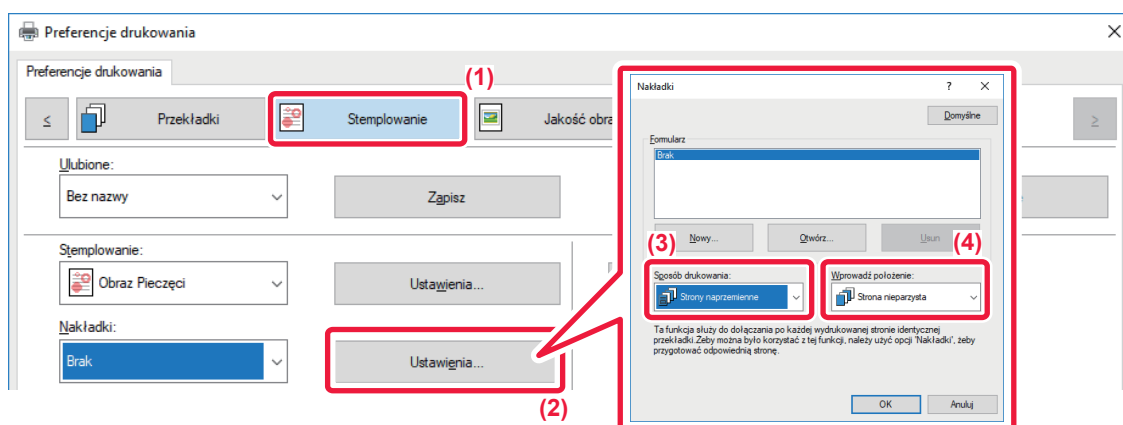 Preferencje drukowania
Preferencje drukowania
(1)
≤
Przekładki
Stemplowanie
Jakość obra
≥
Ulubione:
Bez nazwy
Zapisz
Stemplowanie:
Obraz Pieczęci
Ustawienia...
Nakładki:
Brak
Ustawienia...
(2)
Nakładki
? ×
Domyślne
Formularz
Brak
Nowy...
Otwórz...
Usun
(3)
(4)
Sposób drukowania:
Wprowadź położenie:
Strony naprzemienne
Strona nieparzysta
Ta funkcja służy do dołączania po każdej wydrukowanej stronie identycznej
przekładki.Żeby można było korzystać z tej funkcji, należy użyć opcji 'Nakładki', żeby
przygotować odpowiednią stronę.
OK
Anuluj